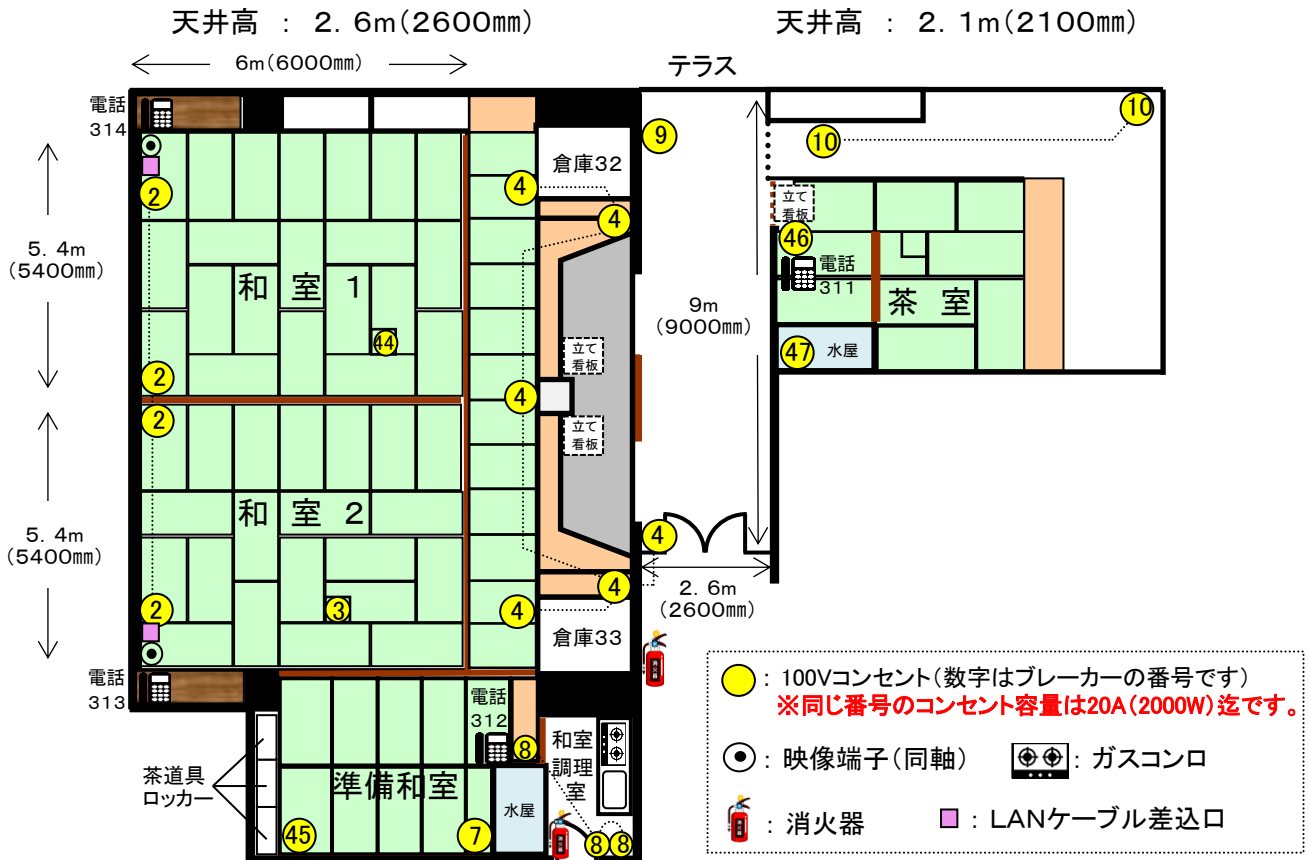 天井高 : 2. 6m(2600㎜)
天井高 : 2. 1m(2100㎜)
6m(6000㎜)
テラス
電話
314
2
倉庫32
4
4
9
10
10
立て
看板
46
電話
311
5. 4m
(5400㎜)
和 室 1
44
2
立て
看板
9m
(9000㎜)
茶 室
47
水屋
2
4
立て
看板
5. 4m
(5400㎜)
和 室 2
2
3
4
4
4
倉庫33
2. 6m
(2600㎜)
電話
313
電話
312
8
和室
調理
室
茶道具
ロッカー
準備和室
45
7
水屋
8
8
: 100Vコンセント(数字はブレーカーの番号です)
※同じ番号のコンセント容量は20A(2000W)迄です。
: 映像端子(同軸)
: ガスコンロ
: 消火器
: LANケーブル差込口